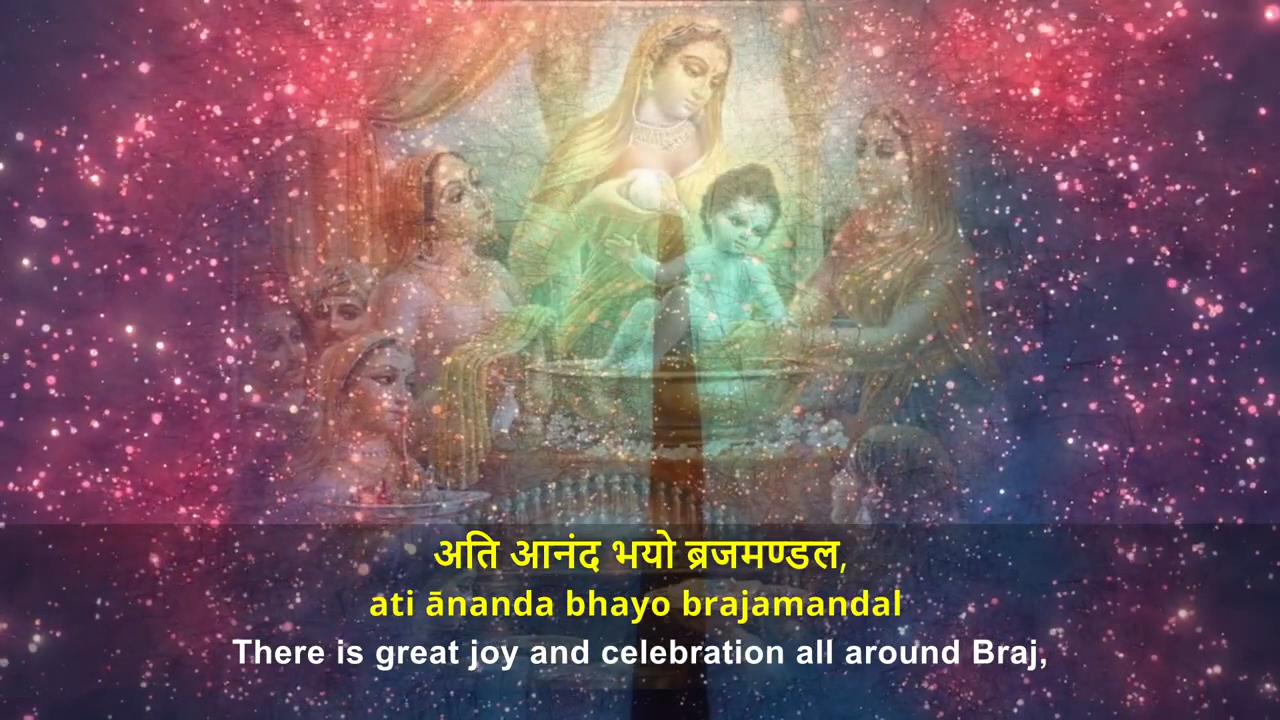 अति आनंद भयो ब्रजमण्डल,
ati ānanda bhayo brajamandal
There is great joy and celebration all around Braj,